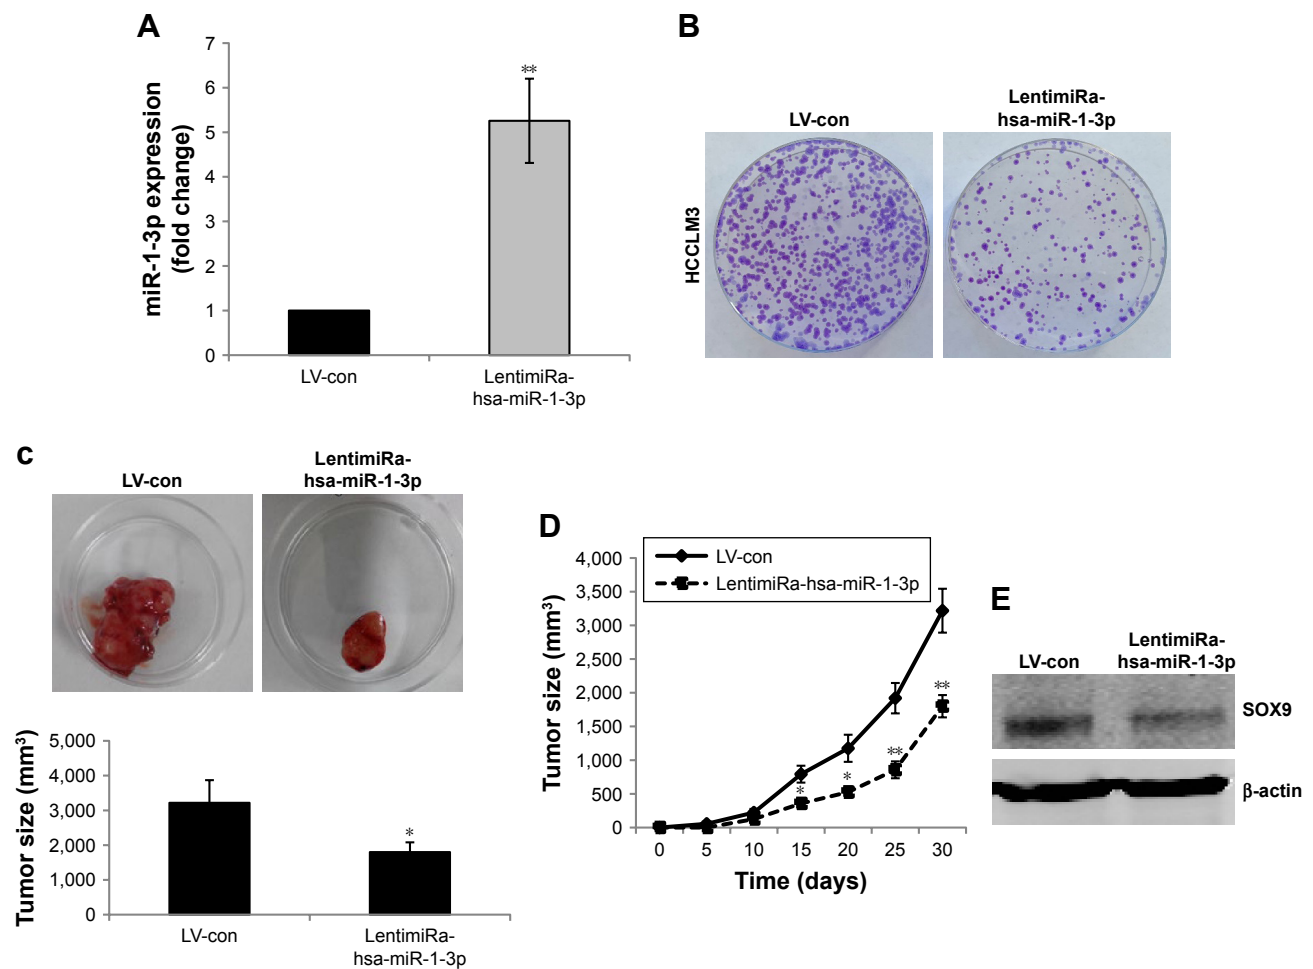 A
miR-1-3p expression
(fold change)
7
6
5
4
3
2
1
0
**
LV-con
LentimiRa-
hsa-miR-1-3p
B
LV-con
LentimiRa-
hsa-miR-1-3p
HCCLM3
c
LV-con
LentimiRa-
hsa-miR-1-3p
Tumor size (mm³)
5,000
4,000
3,000
2,000
1,000
0
*
LV-con
LentimiRa-
hsa-miR-1-3p
D
LV-con
LentimiRa-hsa-miR-1-3p
Tumor size (mm³)
4,000
3,500
3,000
2,500
2,000
1,500
1,000
500
0
*
*
**
**
0 5 10 15 20 25 30
Time (days)
E
LV-con
LentimiRa-
hsa-miR-1-3p
SOX9
β-actin